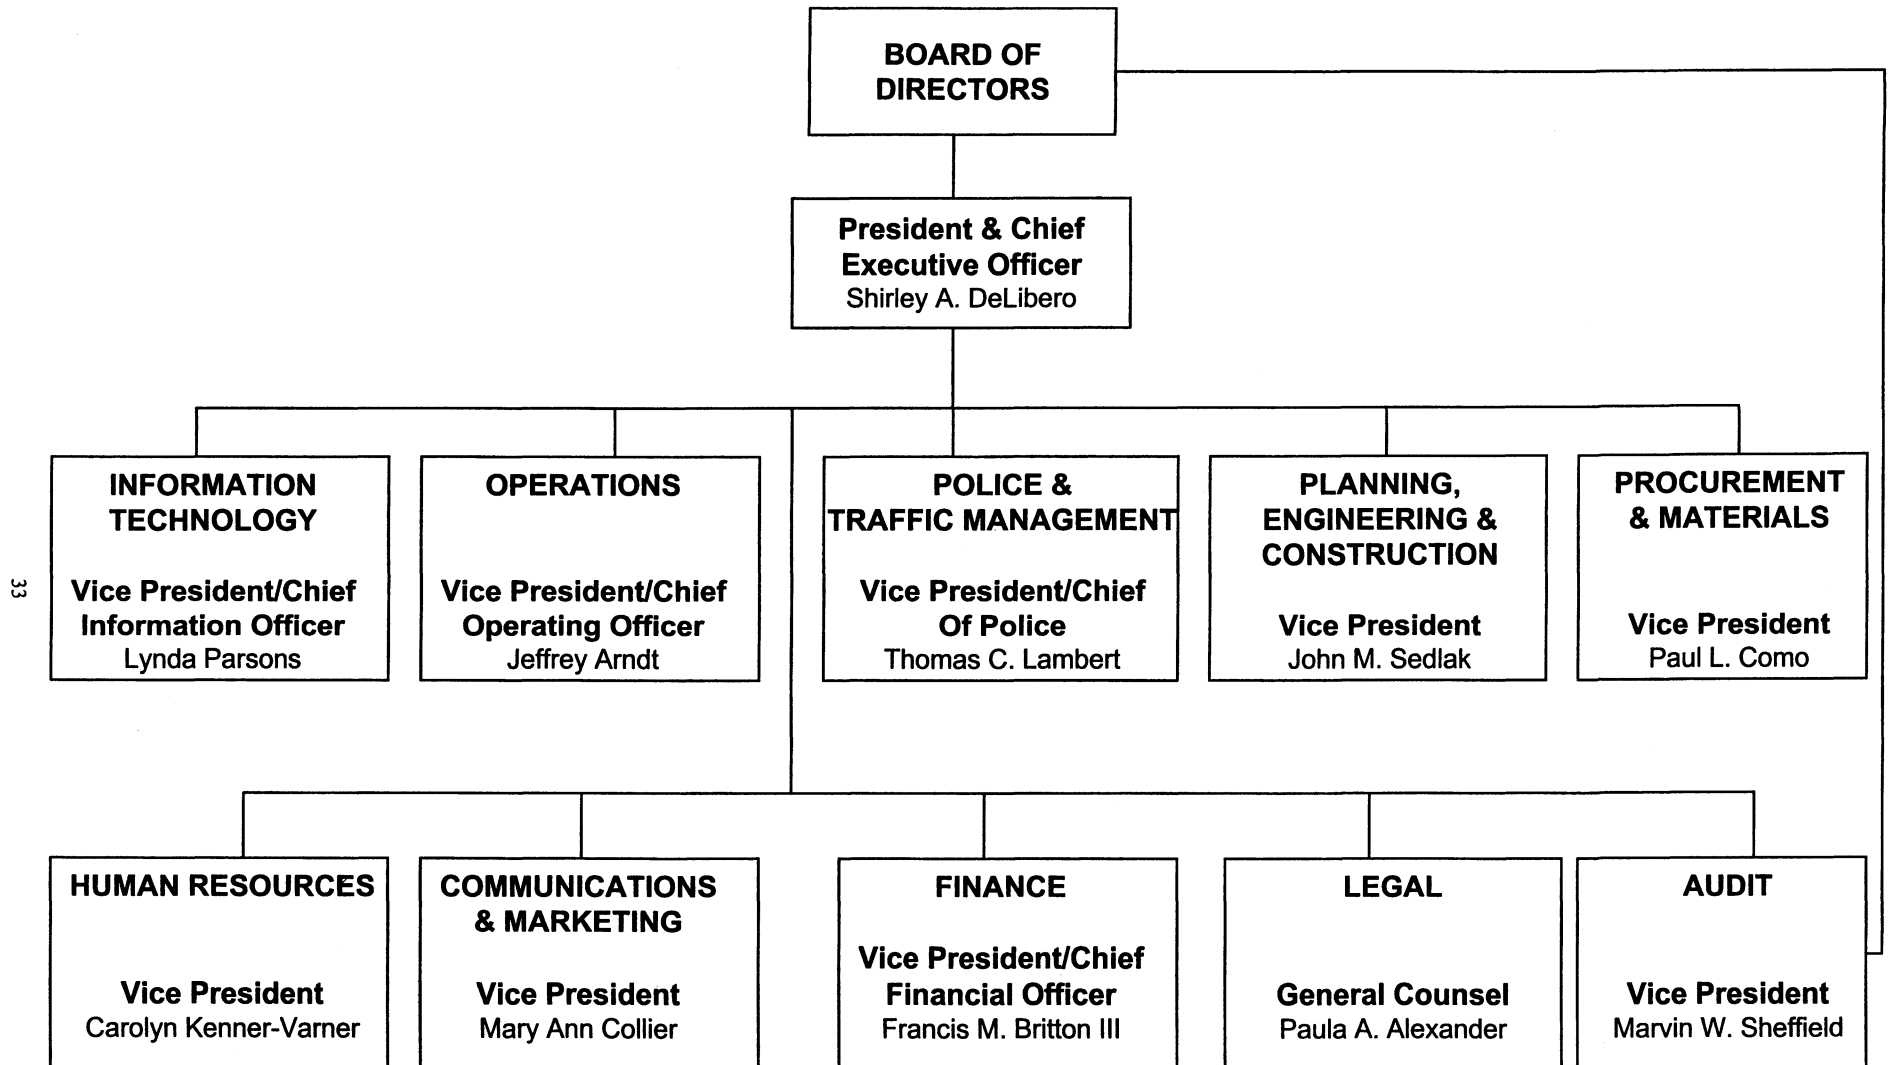 BOARD OF
DIRECTORS
President & Chief
Executive Officer
Shirley A. DeLibero
INFORMATION
TECHNOLOGY
Vice President/Chief
Information Officer
Lynda Parsons
OPERATIONS
Vice President/Chief
Operating Officer
Jeffrey Arndt
POLICE &
TRAFFIC MANAGEMENT
Vice President/Chief
Of Police
Thomas C. Lambert
PLANNING,
ENGINEERING &
CONSTRUCTION
Vice President
John M. Sedlak
PROCUREMENT
& MATERIALS
Vice President
Paul L. Como
33
HUMAN RESOURCES
Vice President
Carolyn Kenner-Varner
COMMUNICATIONS
& MARKETING
Vice President
Mary Ann Collier
FINANCE
Vice President/Chief
Financial Officer
Francis M. Britton III
LEGAL
General Counsel
Paula A. Alexander
AUDIT
Vice President
Marvin W. Sheffield